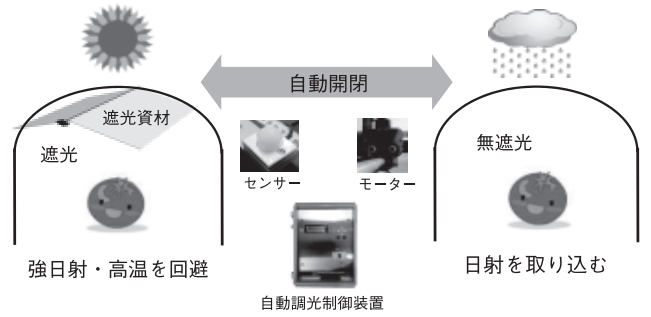 自動開閉
遮光資材
遮光
無遮光
センサー
モーター
強日射・高温を回避
日射を取り込む
自動調光制御装置